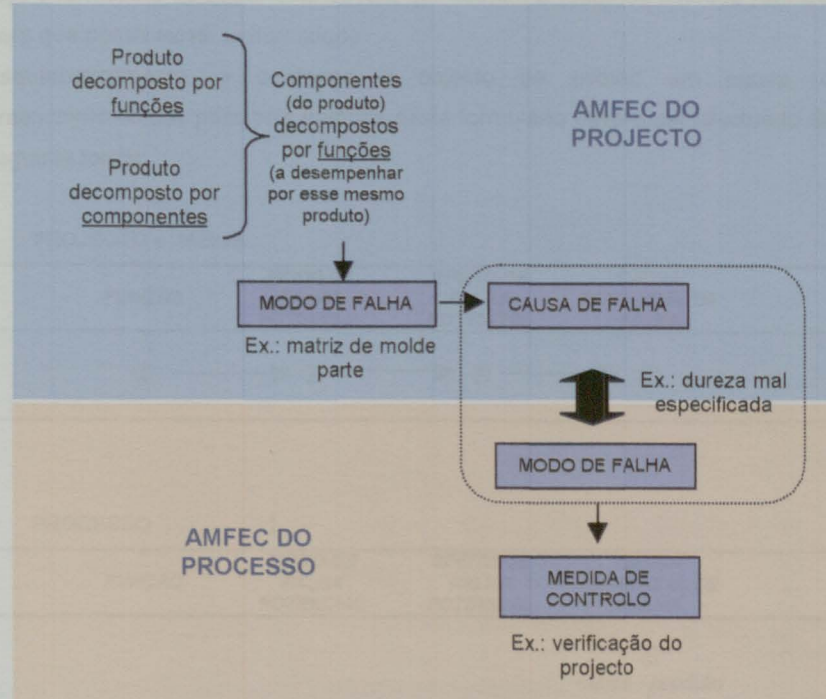 Produto
decomposto por
funções
Produto
decomposto por
componentes
Componentes
(do produto)
decompostos
por funções
(a desempenhar
por esse mesmo
produto)
AMFEC DO
PROJECTO
MODO DE FALHA
Ex.: matriz de molde
parte
CAUSA DE FALHA
Ex.: dureza mal
especificada
MODO DE FALHA
AMFEC DO
PROCESSO
MEDIDA DE
CONTROLO
Ex.: verificação do
projecto